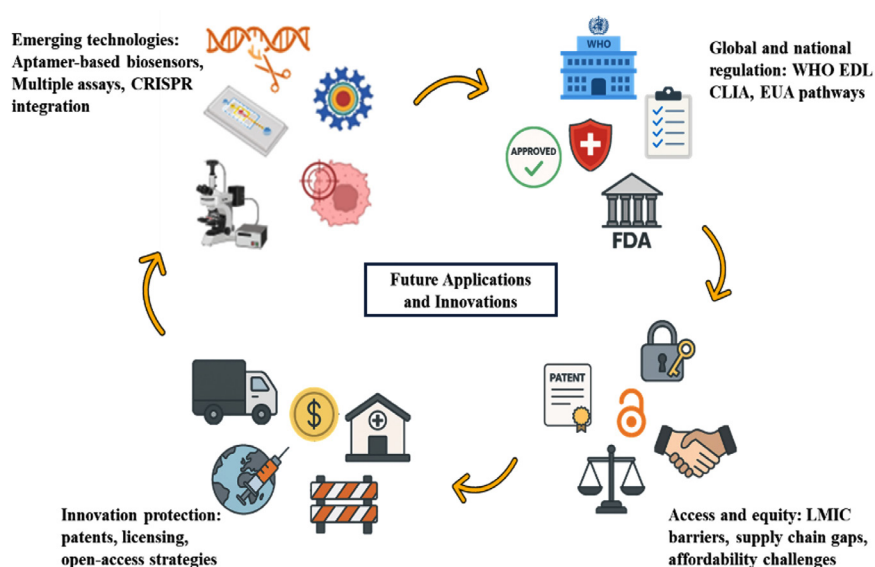 Emerging technologies:
Aptamer-based biosensors,
Multiple assays, CRISPR
integration
WHO
APPROVED
FDA
Global and national
regulation: WHO EDL
CLIA, EUA pathways
Future Applications
and Innovations
$
Innovation protection:
patents, licensing,
open-access strategies
PATENT
Access and equity: LMIC
barriers, supply chain gaps,
affordability challenges